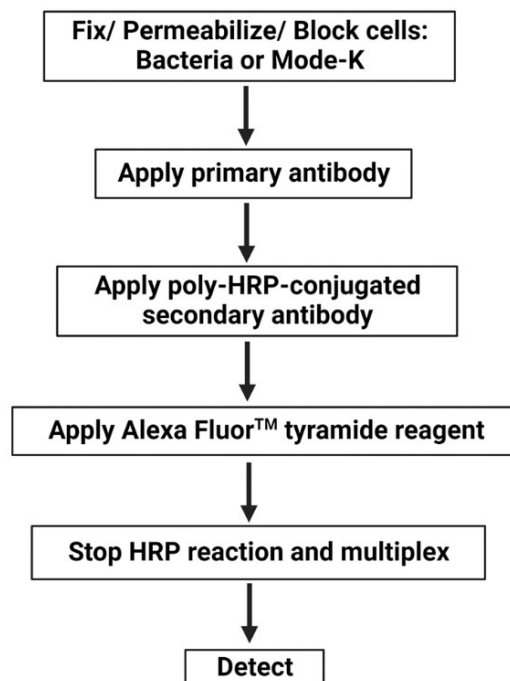 Fix/ Permeabilize/ Block cells:
Bacteria or Mode-K
Apply primary antibody
Apply poly-HRP-conjugated
secondary antibody
Apply Alexa Fluor™ tyramide reagent
Stop HRP reaction and multiplex
Detect